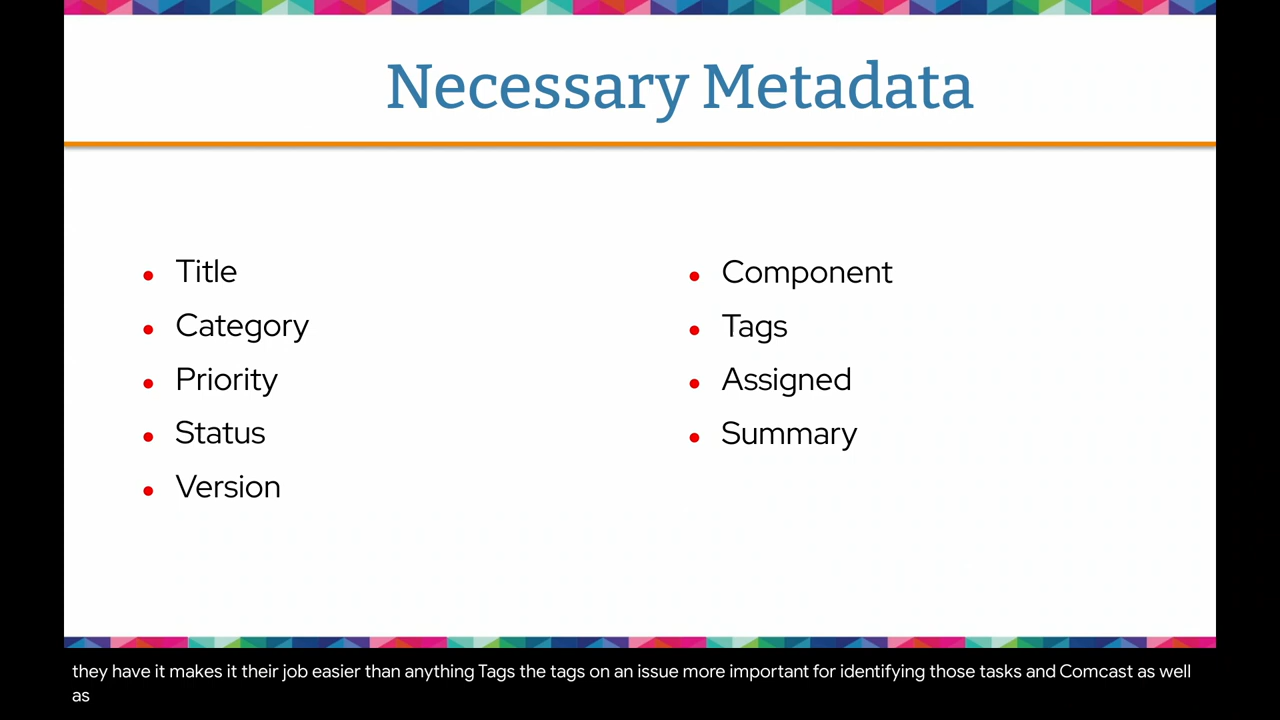 Necessary Metadata
Title
Category
Priority
Status
Version
Component
Tags
Assigned
Summary
they have it makes it their job easier than anything Tags the tags on an issue more important for identifying those tasks and Comcast as well
as